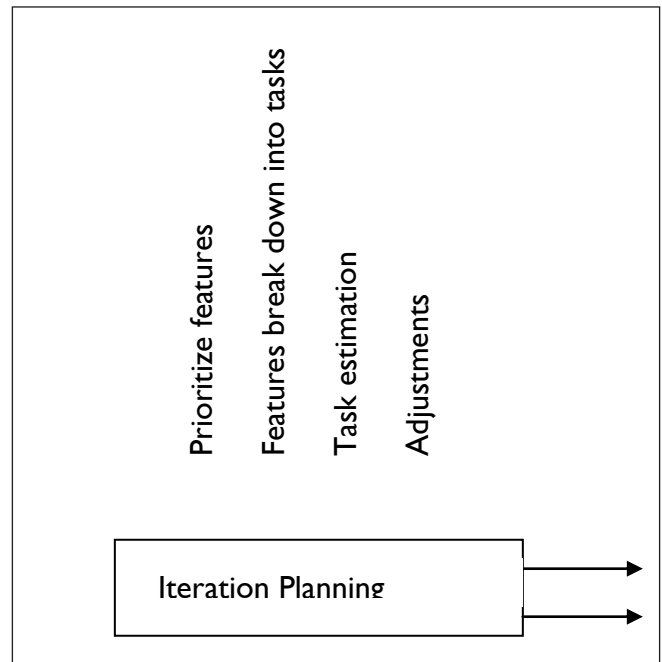 Prioritize features
Features break down into tasks
Task estimation
Adjustments
Iteration Planning